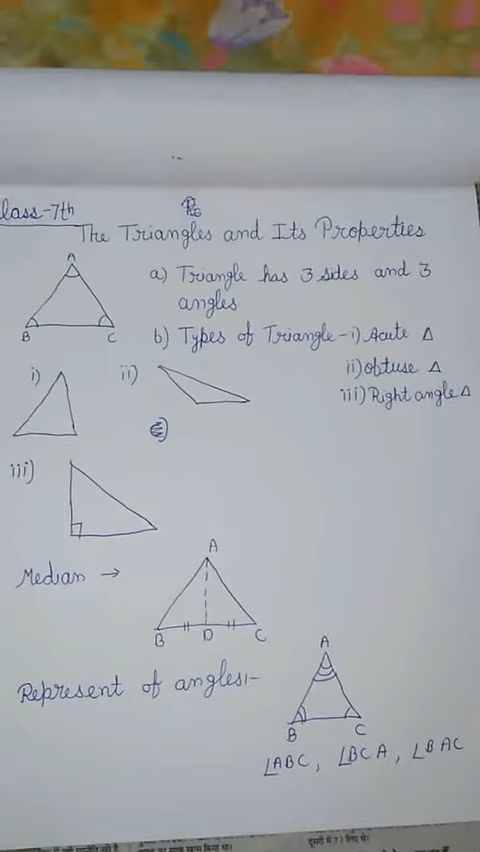 lass-7th
The Triangles and Its Properties
A
B
C
a) Triangle has 3 sides and 3
angles
b) Types of Triangle- i) Acute Δ
ii) obtuse Δ
iii) Right angle Δ
i)
ii)
iii)
Median →
A
B
D
C
Represent of angles:-
A
B
C
∠ABC, ∠BCA, ∠BAC